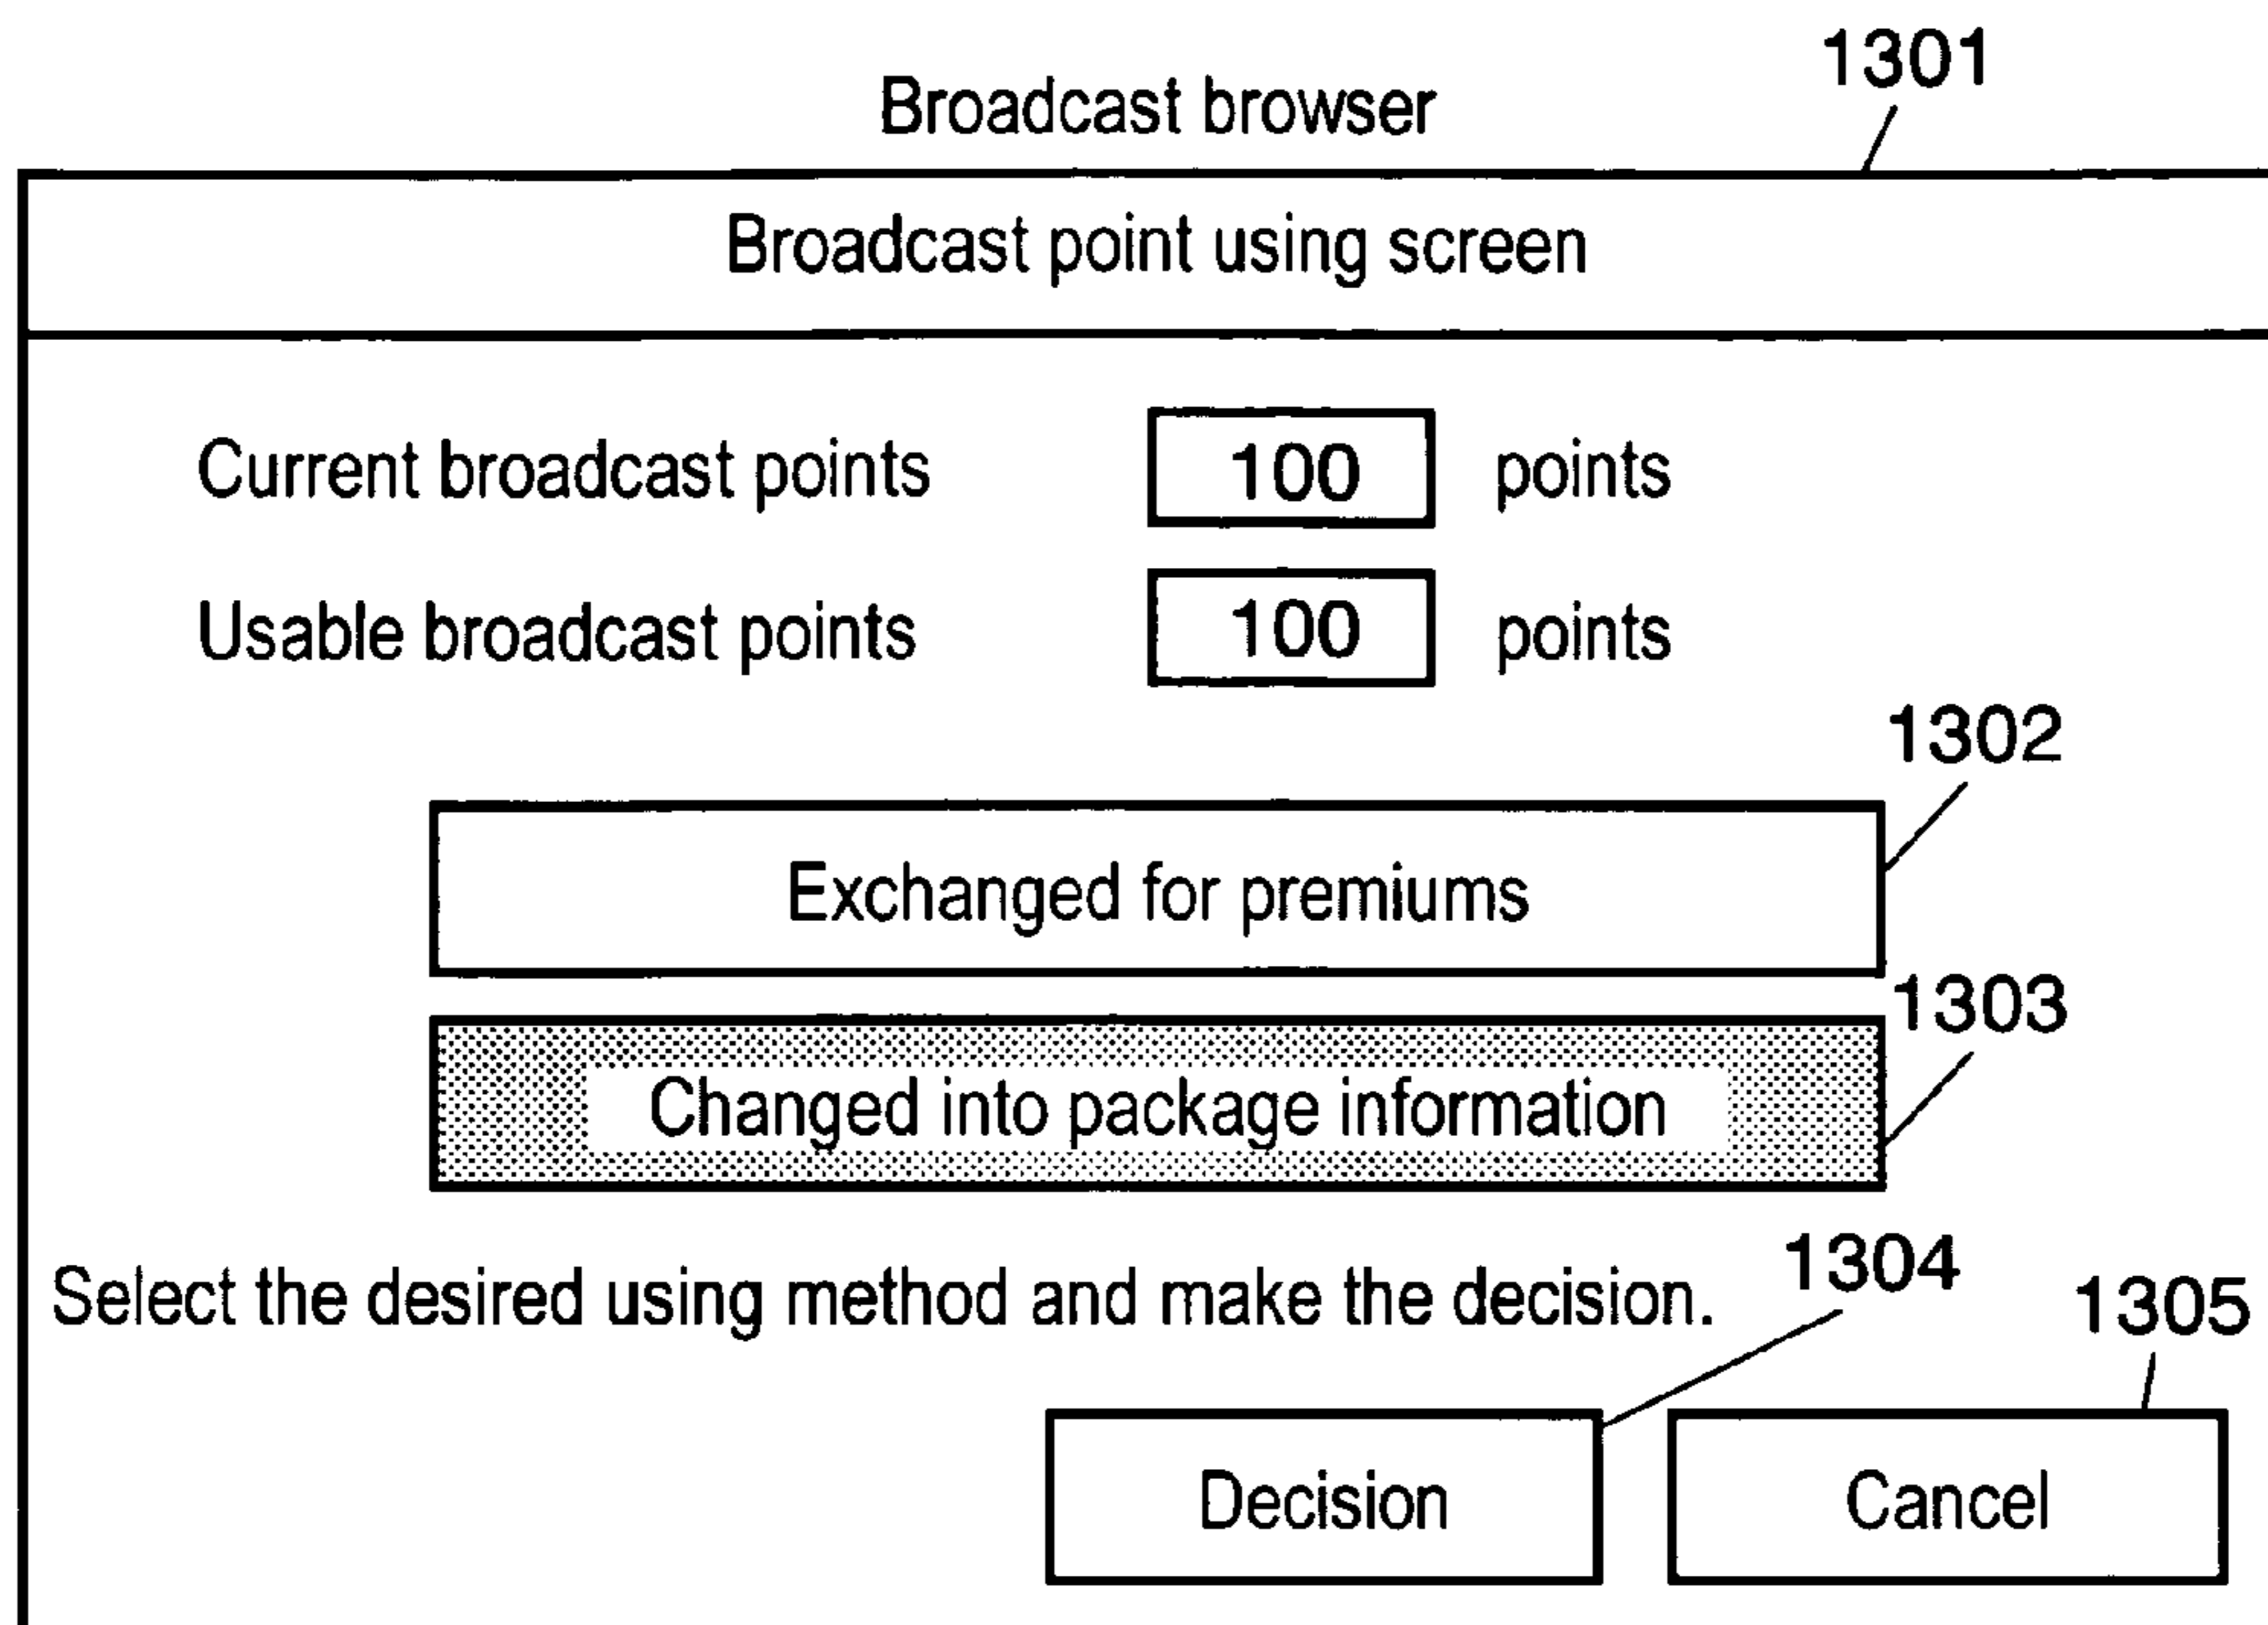 1301
Broadcast browser
Broadcast point using screen
Current broadcast points 100 points
Usable broadcast points 100 points
1302
Exchanged for premiums
1303
Changed into package information
1304
Select the desired using method and make the decision.
1305
Decision Cancel